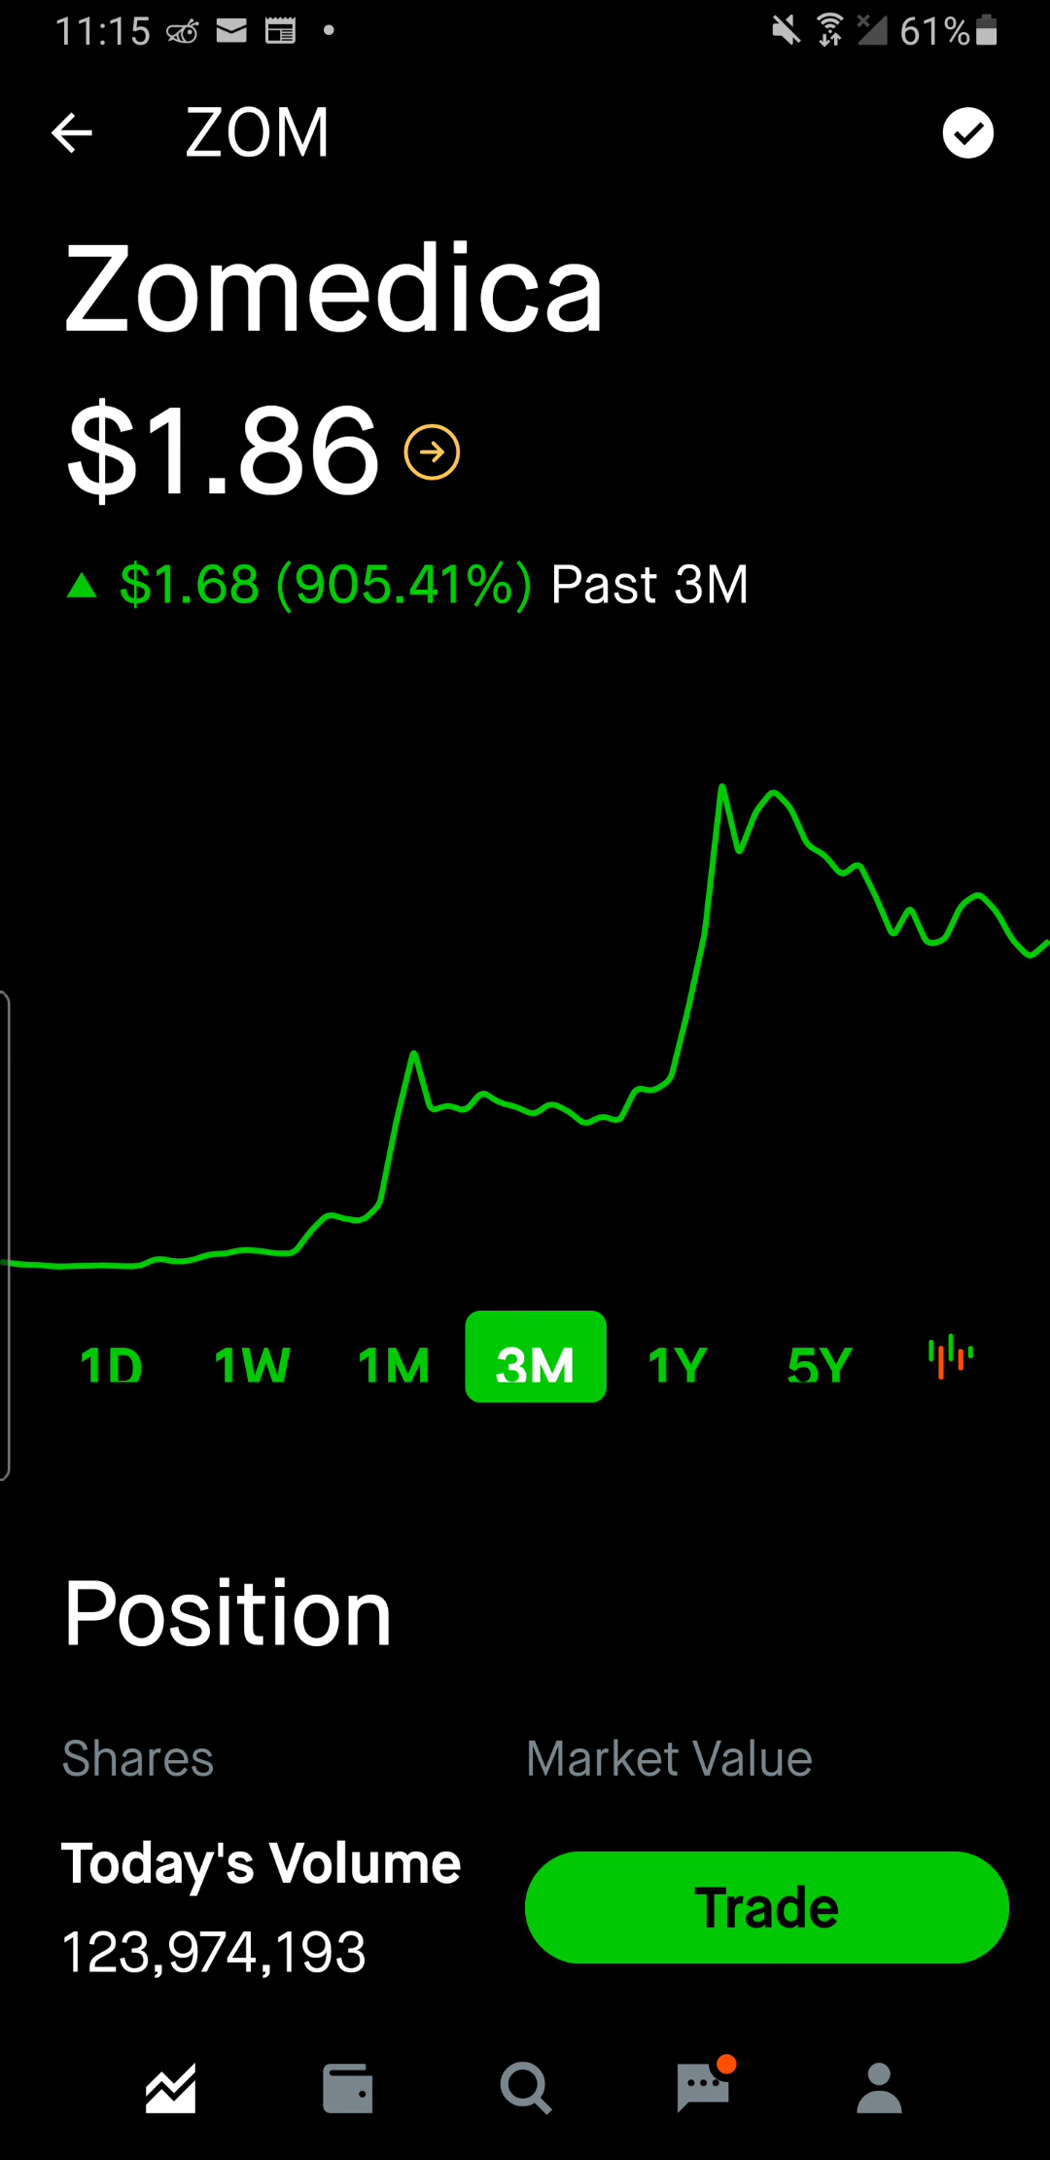 11:15 61%
ZOM
Zomedica
$1.86
$1.68 (905.41%) Past 3M
1D 1W 1M 3M 1Y 5Y
Position
Shares Market Value
Today's Volume
123,974,193
Trade